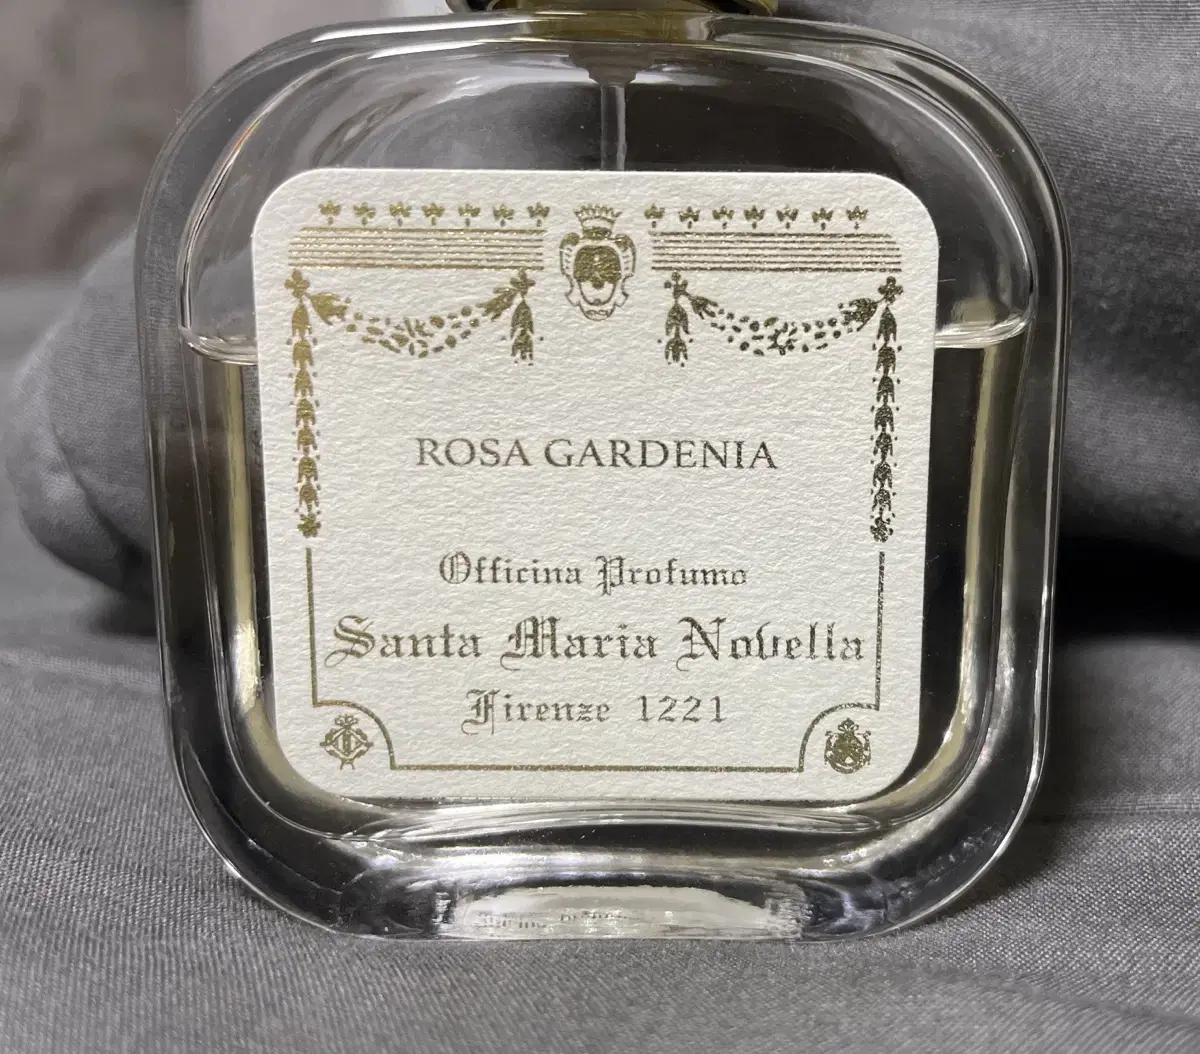 ROSA GARDENIA
Officina Profumo
Santa Maria Novella
Firenze 1221